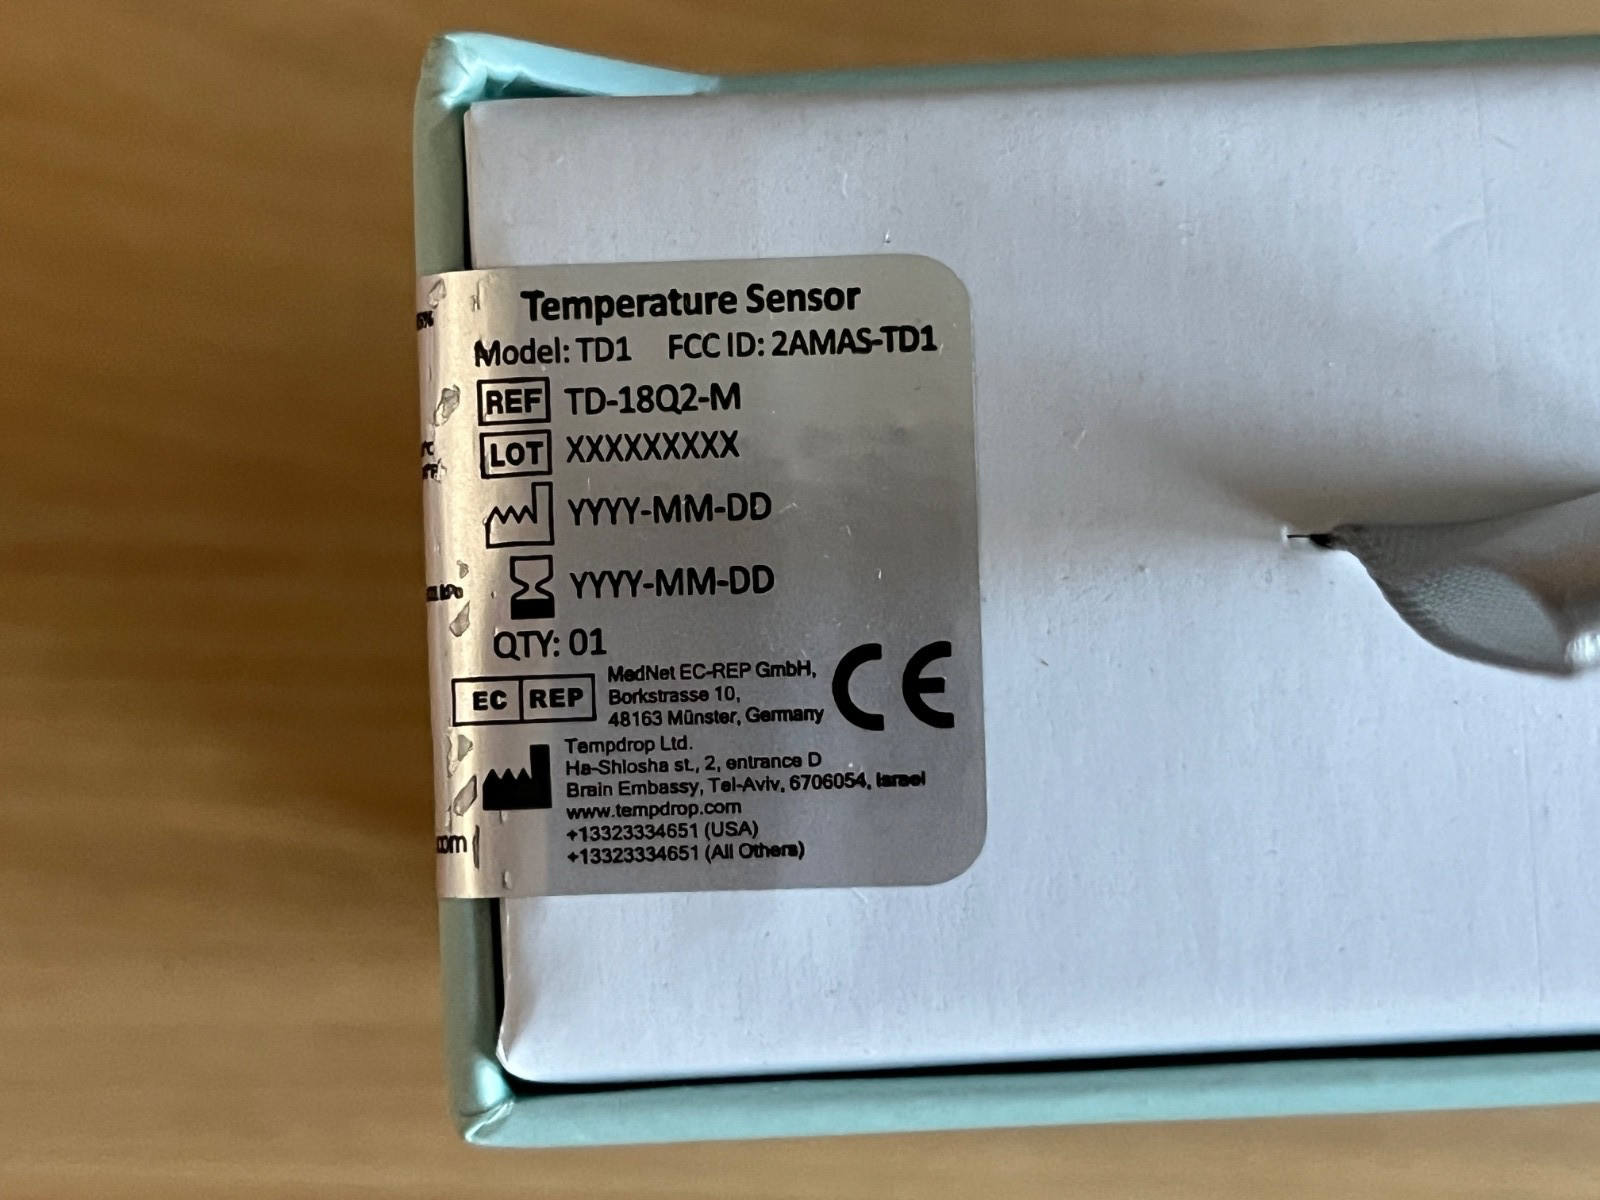 Temperature Sensor
Model: TD1 FCC ID: 2AMAS-TD1
REF TD-18Q2-M
LOT XXXXXXXXX
YYYY-MM-DD
YYYY-MM-DD
QTY: 01
EC REP
MedNet EC-REP GmbH,
Borkstrasse 10,
48163 Münster, Germany
CE
Tempdrop Ltd.
Ha-Shlosha st., 2, entrance D
Brain Embassy, Tel-Aviv, 6706054, Israel
www.tempdrop.com
+13323334651 (USA)
+13323334651 (All Others)